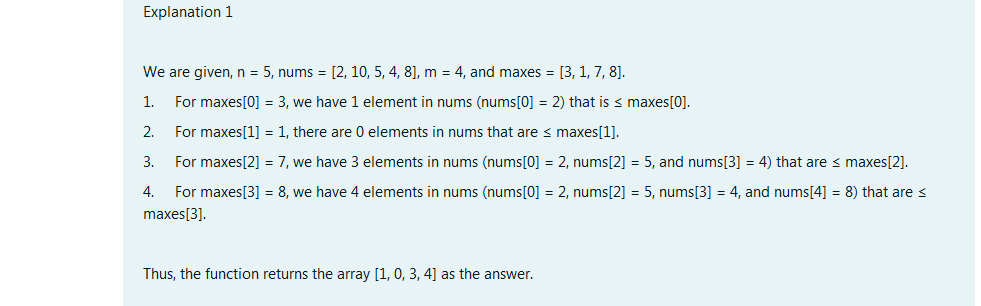 Explanation 1
We are given, n = 5, nums = [2, 10, 5, 4, 8], m = 4, and maxes = [3, 1, 7, 8].
1. For maxes[0] = 3, we have 1 element in nums (nums[0] = 2) that is ≤ maxes[0].
2. For maxes[1] = 1, there are 0 elements in nums that are ≤ maxes[1].
3. For maxes[2] = 7, we have 3 elements in nums (nums[0] = 2, nums[2] = 5, and nums[3] = 4) that are ≤ maxes[2].
4. For maxes[3] = 8, we have 4 elements in nums (nums[0] = 2, nums[2] = 5, nums[3] = 4, and nums[4] = 8) that are ≤
maxes[3].
Thus, the function returns the array [1, 0, 3, 4] as the answer.